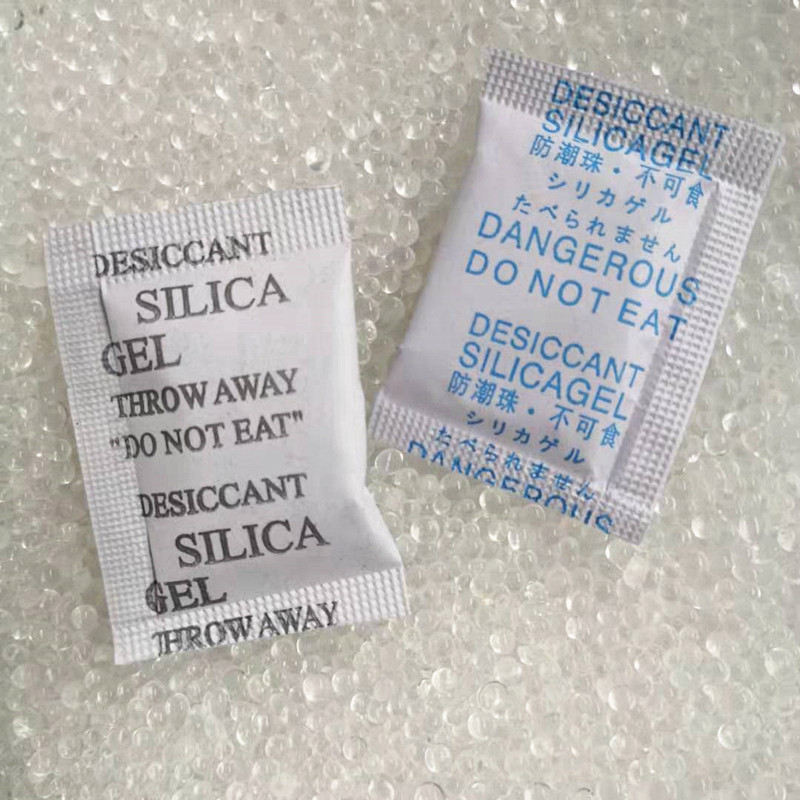 DESICCANT
SILICA
GEL
THROW AWAY
"DO NOT EAT"
DESICCANT
SILICA
GEL
THROW AWAY
DESICCANT
SILICAGEL
防潮珠・不可食
シリカゲル
たべられません
DANGEROUS
DO NOT EAT
DESICCANT
SILICAGEL
防潮珠・不可食
シリカゲル
たべられません
DANGEROUS